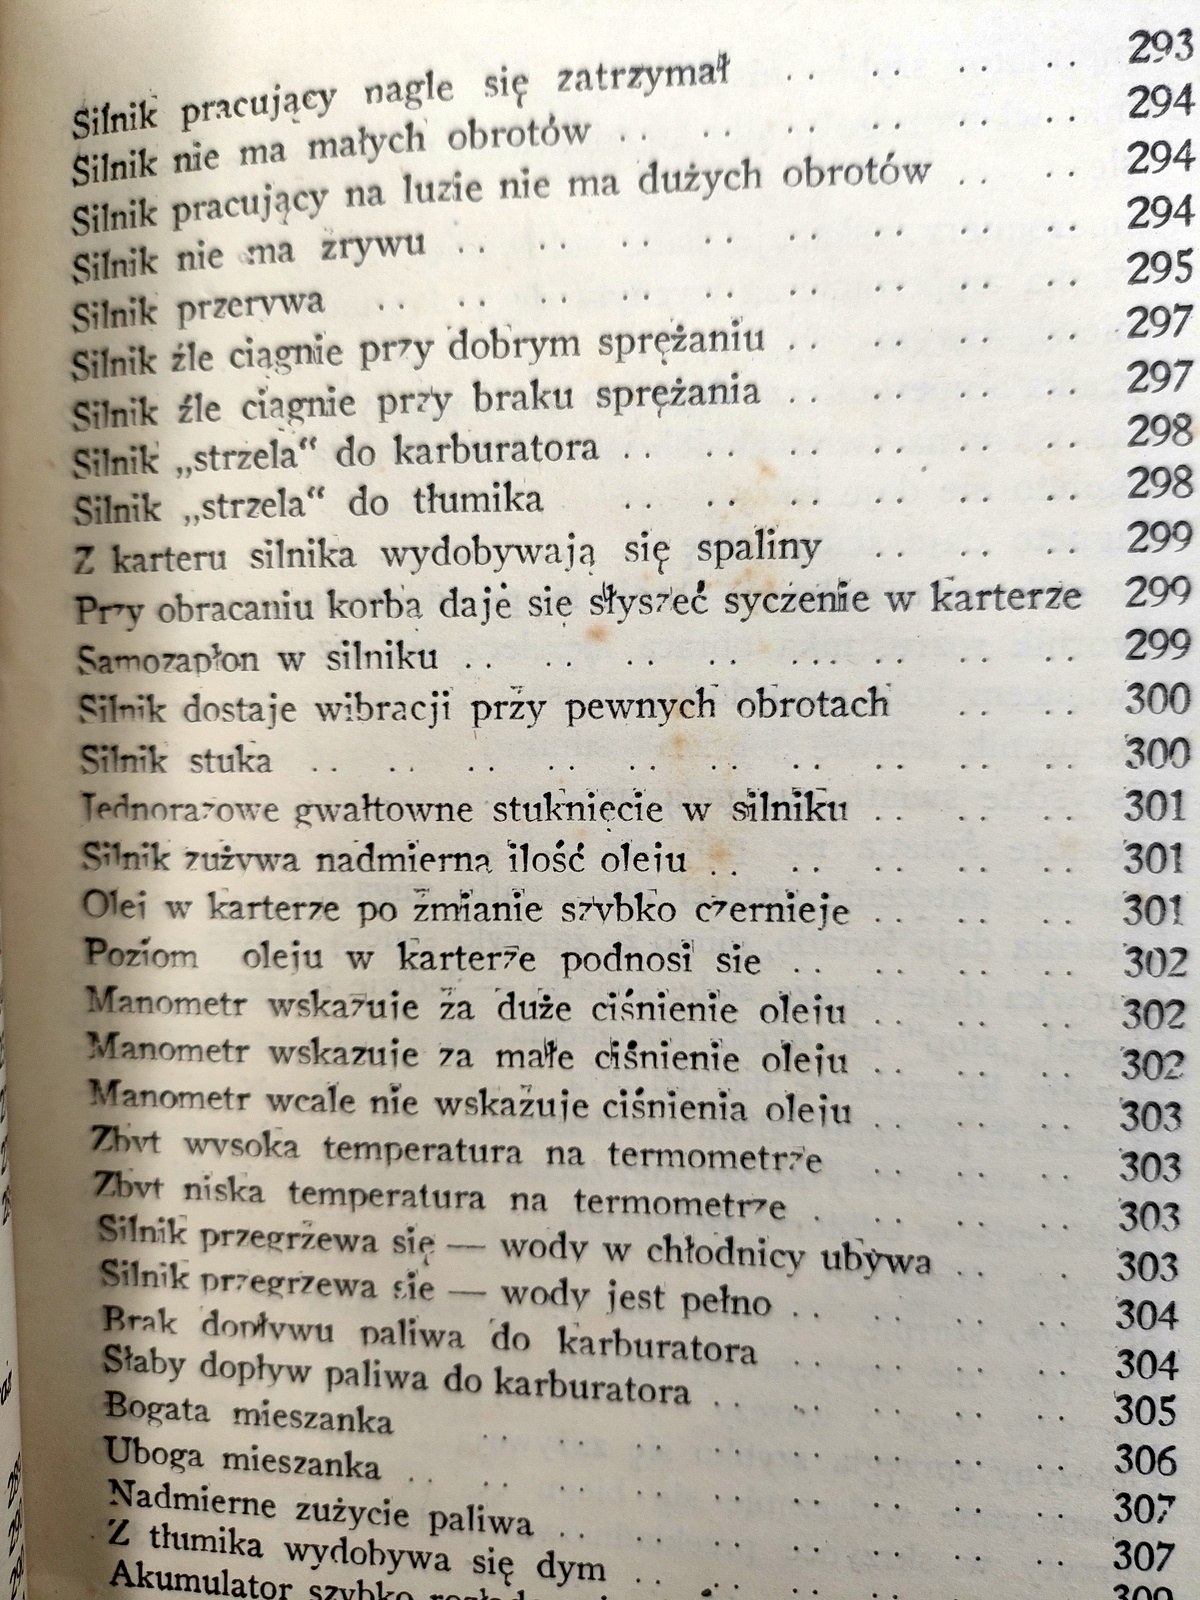 Silnik pracujący nagle się zatrzymał . . . . . . . . 293
Silnik nie ma małych obrotów . . . . . . . . . . . . 294
Silnik pracujący na luzie nie ma dużych obrotów . . . . 294
Silnik nie ma zrywu . . . . . . . . . . . . . . . . 294
Silnik przerywa . . . . . . . . . . . . . . . . . . 295
Silnik źle ciągnie przy dobrym sprężaniu . . . . . . . . 297
Silnik źle ciągnie przy braku sprężania . . . . . . . . 297
Silnik „strzela“ do karburatora . . . . . . . . . . . . 298
Silnik „strzela“ do tłumika . . . . . . . . . . . . 298
Z karteru silnika wydobywają się spaliny . . . . . . 299
Przy obracaniu korbą daje się słyszeć syczenie w karterze 299
Samozapłon w silniku . . . . . . . . . . . . . . . . 299
Silnik dostaje wibracji przy pewnych obrotach . . . . 300
Silnik stuka . . . . . . . . . . . . . . . . . . . . 300
Jednorazowe gwałtowne stuknięcie w silniku . . . . . . 301
Silnik zużywa nadmierną ilość oleju . . . . . . . . . . 301
Olej w karterze po zmianie szybko czernieje . . . . . . 301
Poziom oleju w karterze podnosi się . . . . . . . . 302
Manometr wskazuje za duże ciśnienie oleju . . . . . . 302
Manometr wskazuje za małe ciśnienie oleju . . . . . . 302
Manometr wcale nie wskazuje ciśnienia oleju . . . . . . 303
Zbyt wysoka temperatura na termometrze . . . . . . 303
Zbyt niska temperatura na termometrze . . . . . . . 303
Silnik przegrzewa się — wody w chłodnicy ubywa . . . 303
Silnik przegrzewa się — wody jest pełno . . . . . . . . 304
Brak dopływu paliwa do karburatora . . . . . . . . 304
Słaby dopływ paliwa do karburatora . . . . . . . . . . 305
Bogata mieszanka . . . . . . . . . . . . . . . . 306
Uboga mieszanka . . . . . . . . . . . . . . . . . . 307
Nadmierne zużycie paliwa . . . . . . . . . . . . . . 307
Z tłumika wydobywa się dym . . . . . . . . . . . . 309
Akumulator szybko